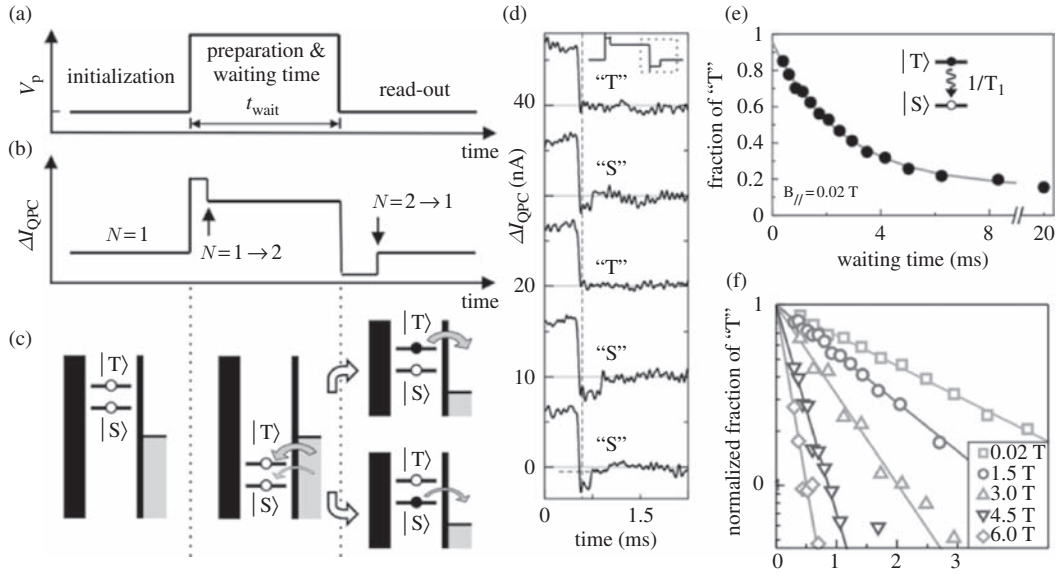 (a)
V_p
initialization
preparation &
waiting time
t_wait
read-out
time
(b)
ΔI_QPC
N=1
N=1→2
N=2→1
time
(c)
|T⟩
|S⟩
|T⟩
|S⟩
|T⟩
|S⟩
|T⟩
|S⟩
(d)
ΔI_QPC (nA)
40
30
20
10
0
"T"
"S"
"T"
"S"
"S"
0
1.5
time (ms)
(e)
fraction of "T"
1
0.8
0.6
0.4
0.2
0
|T⟩
1/T_1
|S⟩
B_// =0.02 T
0
4
8
20
waiting time (ms)
(f)
normalized fraction of "T"
1
0
0.02 T
1.5 T
3.0 T
4.5 T
6.0 T
0
1
2
3